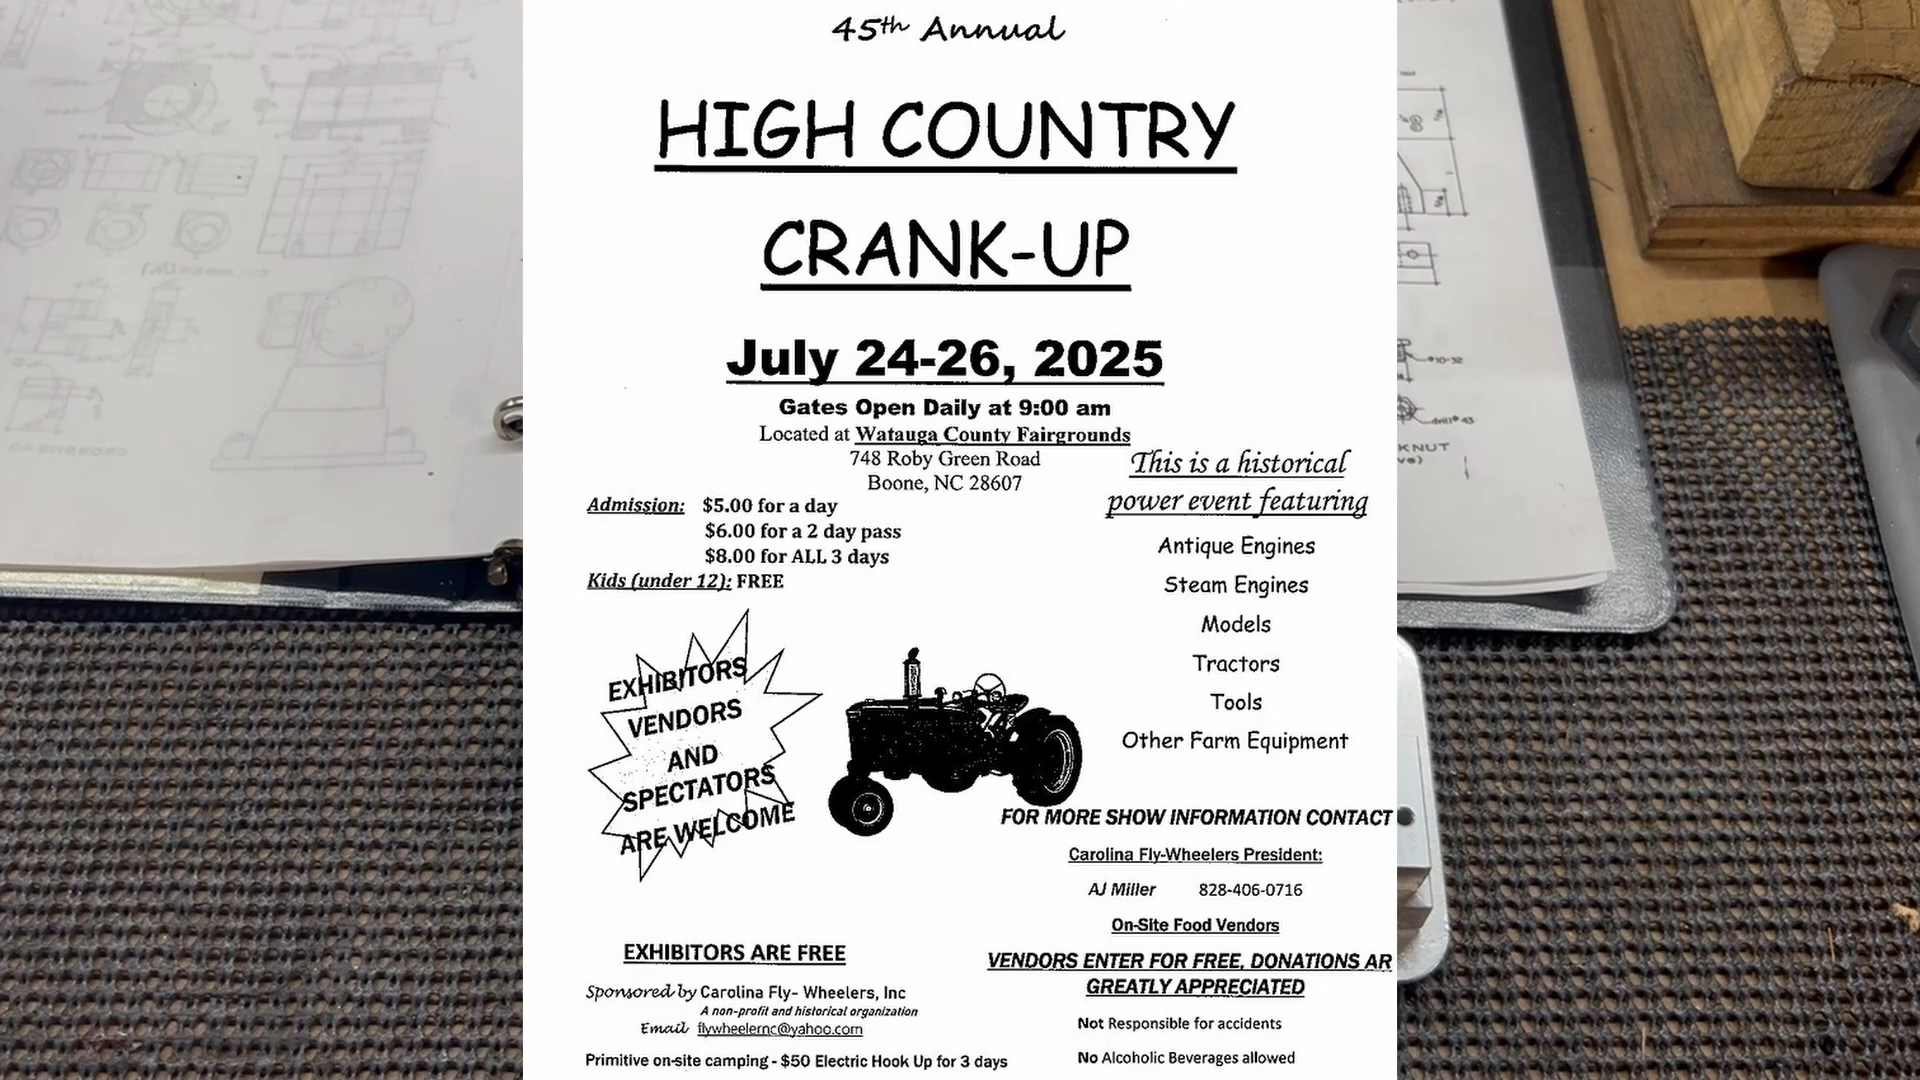 45th Annual
HIGH COUNTRY
CRANK-UP
July 24-26, 2025
Gates Open Daily at 9:00 am
Located at Watauga County Fairgrounds
748 Roby Green Road
Boone, NC 28607
Admission: $5.00 for a day
$6.00 for a 2 day pass
$8.00 for ALL 3 days
Kids (under 12): FREE
This is a historical
power event featuring
Antique Engines
Steam Engines
Models
Tractors
Tools
Other Farm Equipment
EXHIBITORS
VENDORS
AND
SPECTATORS
ARE WELCOME
FOR MORE SHOW INFORMATION CONTACT
Carolina Fly-Wheelers President:
AJ Miller 828-406-0716
On-Site Food Vendors
VENDORS ENTER FOR FREE, DONATIONS AR
GREATLY APPRECIATED
Not Responsible for accidents
No Alcoholic Beverages allowed
EXHIBITORS ARE FREE
Sponsored by Carolina Fly- Wheelers, Inc
A non-profit and historical organization
Email flywheelernc@yahoo.com
Primitive on-site camping - $50 Electric Hook Up for 3 days
#10-32
drill #43
KNUT